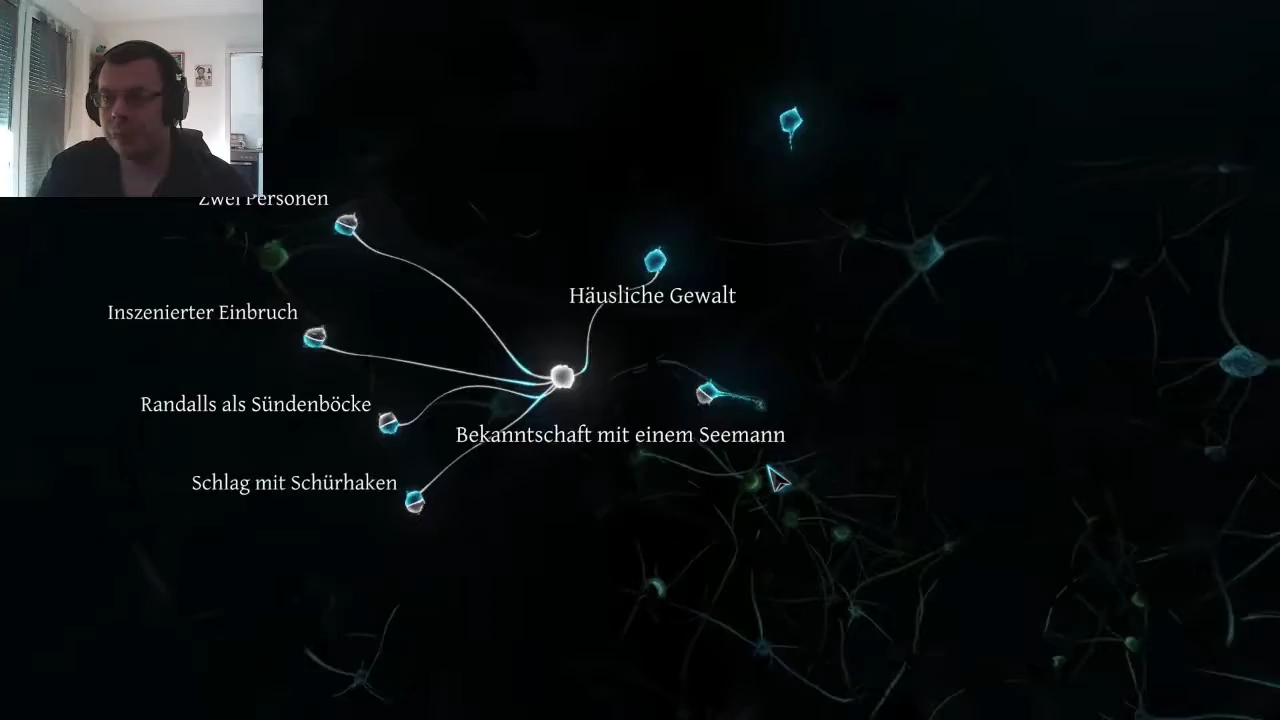 Zwei Personen
Häusliche Gewalt
Inszenierter Einbruch
Randalls als Sündenböcke
Bekanntschaft mit einem Seemann
Schlag mit Schürhaken